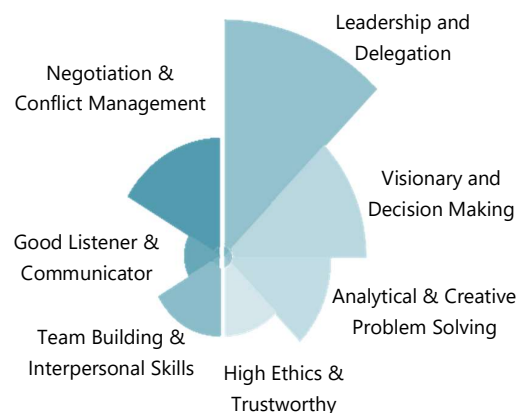 Leadership and
Delegation
Negotiation &
Conflict Management
Visionary and
Decision Making
Good Listener &
Communicator
Analytical & Creative
Problem Solving
Team Building &
Interpersonal Skills
High Ethics &
Trustworthy